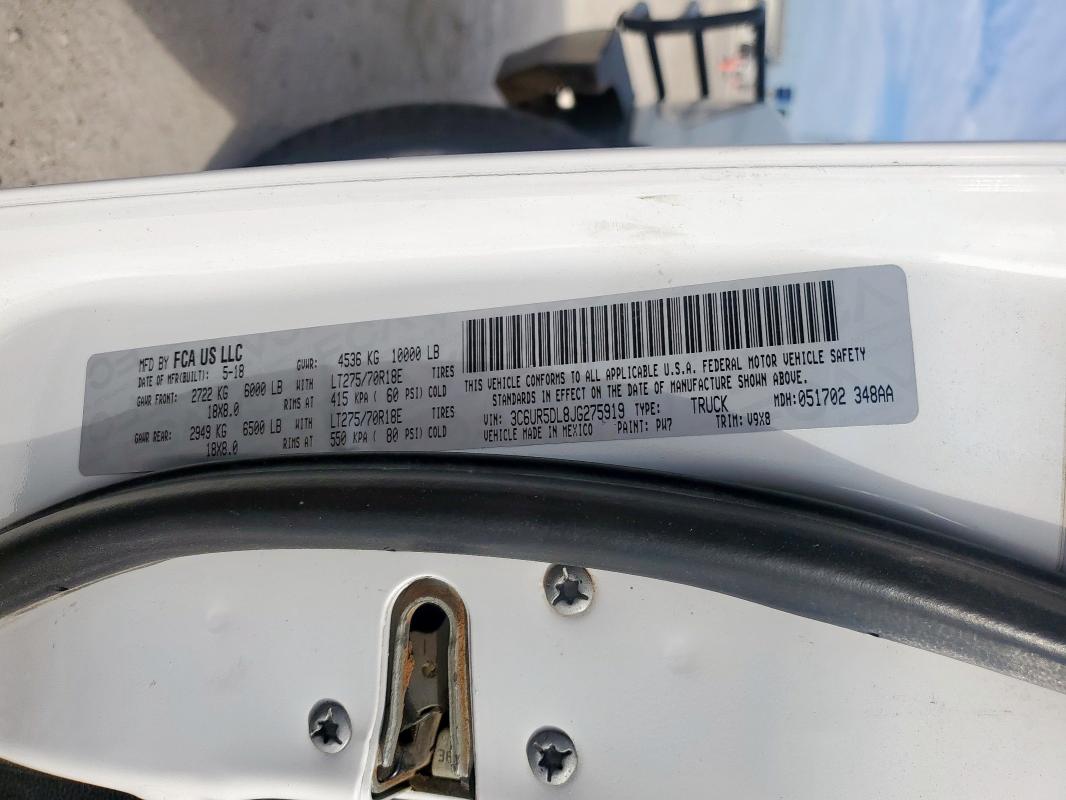 MFD BY FCA US LLC
DATE OF MFR(BUILT): 5-18 GVWR: 4536 KG 10000 LB
GAWR FRONT: 2722 KG 6000 LB WITH LT275/70R18E TIRES
18X8.0 RIMS AT 415 KPA ( 60 PSI) COLD
GAWR REAR: 2949 KG 6500 LB WITH LT275/70R18E TIRES
18X8.0 RIMS AT 550 KPA ( 80 PSI) COLD
THIS VEHICLE CONFORMS TO ALL APPLICABLE U.S.A. FEDERAL MOTOR VEHICLE SAFETY
STANDARDS IN EFFECT ON THE DATE OF MANUFACTURE SHOWN ABOVE.
VIN: 3C6UR5DL8JG275919 TYPE: TRUCK MDH: 051702 348AA
VEHICLE MADE IN MEXICO PAINT: PW7 TRIM: V9X8